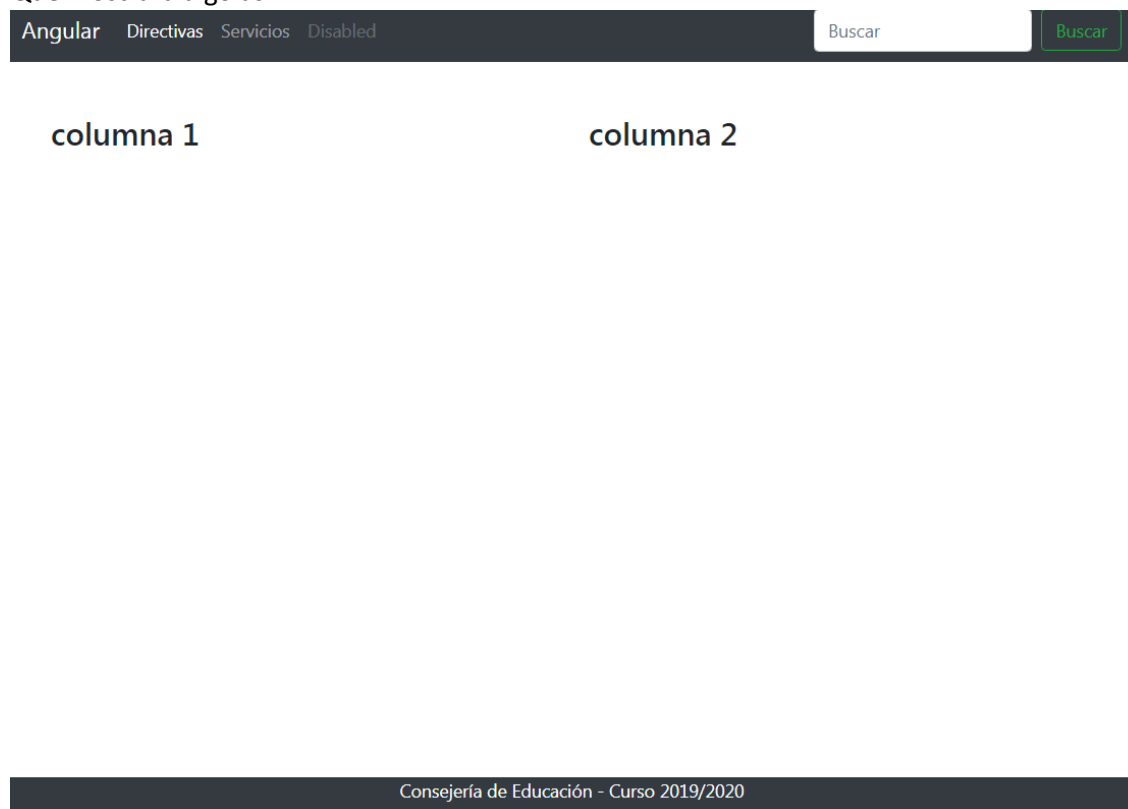 Angular Directivas Servicios Disabled Buscar Buscar
columna 1 columna 2
Consejería de Educación - Curso 2019/2020